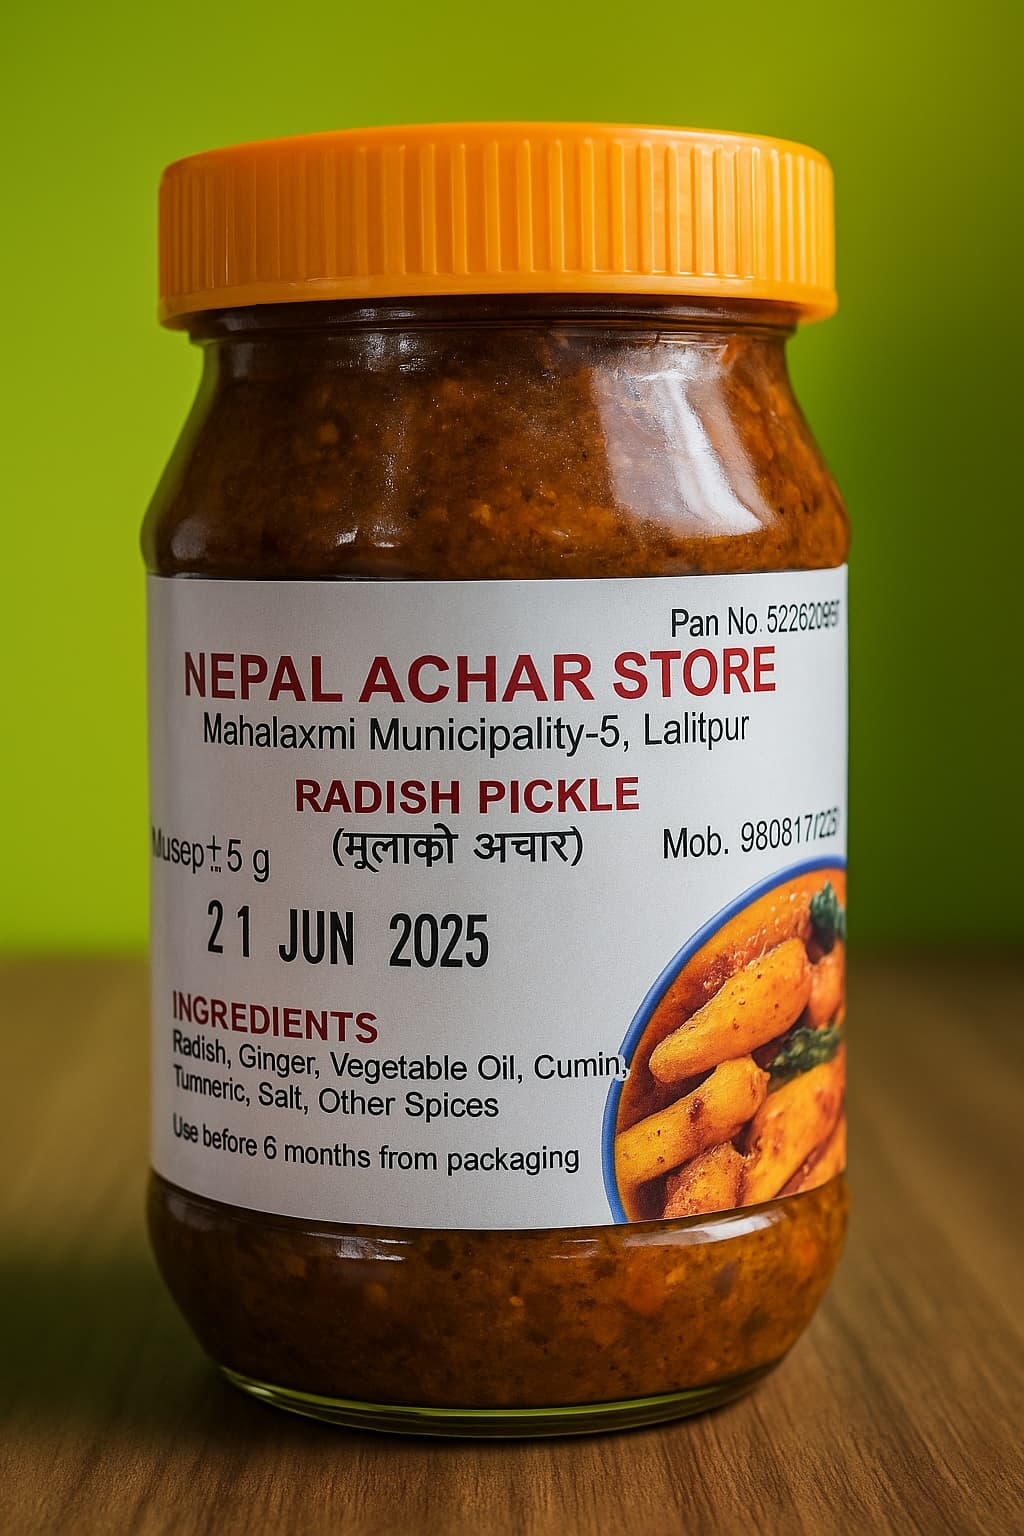 Pan No.
NEPAL ACHAR STORE
Mahalaxmi Municipality-5, Lalitpur
RADISH PICKLE
(मूलाको अचार)
5 g
Mob.
21 JUN 2025
INGREDIENTS
Radish, Ginger, Vegetable Oil, Cumin,
Tumneric, Salt, Other Spices
Use before 6 months from packaging